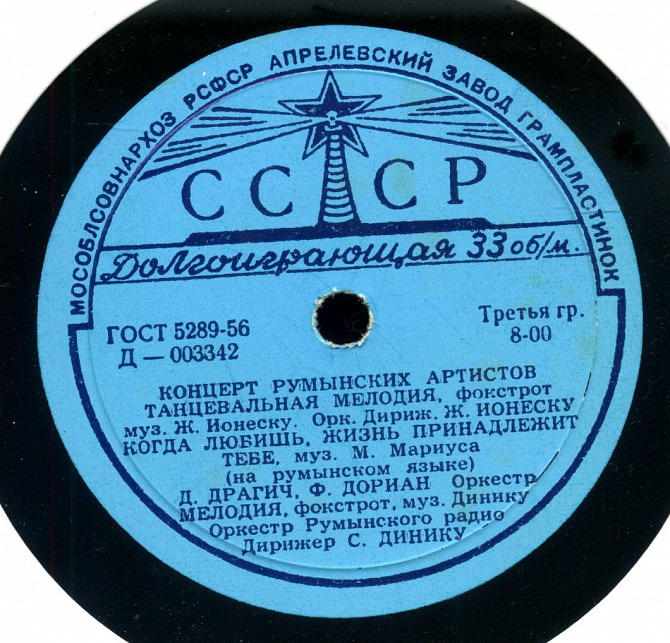 МОСОБЛСОВНАРХОЗ РСФСР АПРЕЛЕВСКИЙ ЗАВОД ГРАМПЛАСТИНОК
СССР
Долгоиграющая 33 об/м.
ГОСТ 5289-56
Д — 003342
Третья гр.
8-00
КОНЦЕРТ РУМЫНСКИХ АРТИСТОВ
ТАНЦЕВАЛЬНАЯ МЕЛОДИЯ, фокстрот
муз. Ж. Ионеску. Орк. Дириж. Ж. ИОНЕСКУ
КОГДА ЛЮБИШЬ, ЖИЗНЬ ПРИНАДЛЕЖИТ
ТЕБЕ, муз. М. Мариуса
(на румынском языке)
Д. ДРАГИЧ, Ф. ДОРИАН Оркестр
МЕЛОДИЯ, фокстрот, муз. Динику
Оркестр Румынского радио
Дирижер С. ДИНИКУ